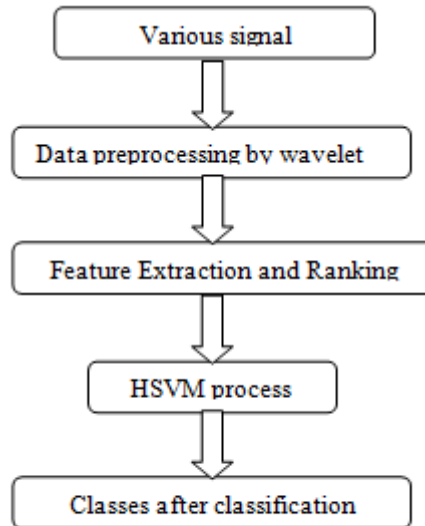 Various signal
Data preprocessing by wavelet
Feature Extraction and Ranking
HSVM process
Classes after classification